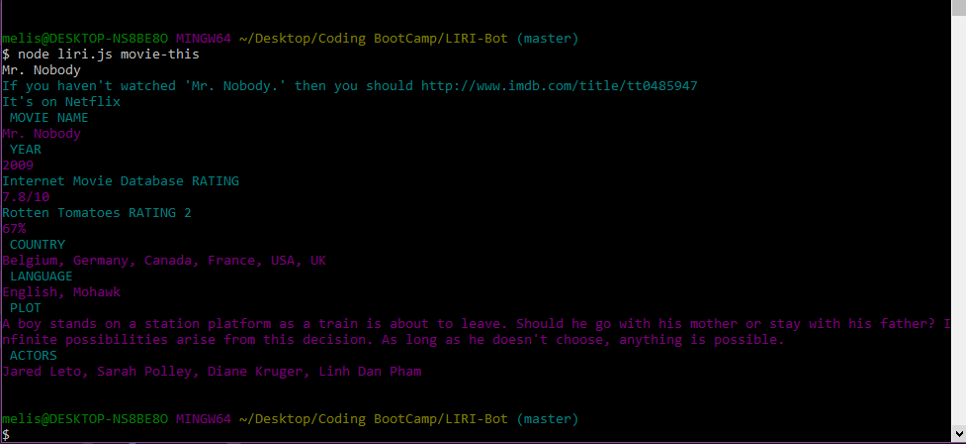 melis@DESKTOP-NS8BE8O MINGW64 ~/Desktop/Coding BootCamp/LIRI-Bot (master)
$ node liri.js movie-this
Mr. Nobody
If you haven't watched 'Mr. Nobody.' then you should http://www.imdb.com/title/tt0485947
It's on Netflix
MOVIE NAME
Mr. Nobody
YEAR
2009
Internet Movie Database RATING
7.8/10
Rotten Tomatoes RATING 2
67%
COUNTRY
Belgium, Germany, Canada, France, USA, UK
LANGUAGE
English, Mohawk
PLOT
A boy stands on a station platform as a train is about to leave. Should he go with his mother or stay with his father? I
nfinite possibilities arise from this decision. As long as he doesn't choose, anything is possible.
ACTORS
Jared Leto, Sarah Polley, Diane Kruger, Linh Dan Pham
melis@DESKTOP-NS8BE8O MINGW64 ~/Desktop/Coding BootCamp/LIRI-Bot (master)
$